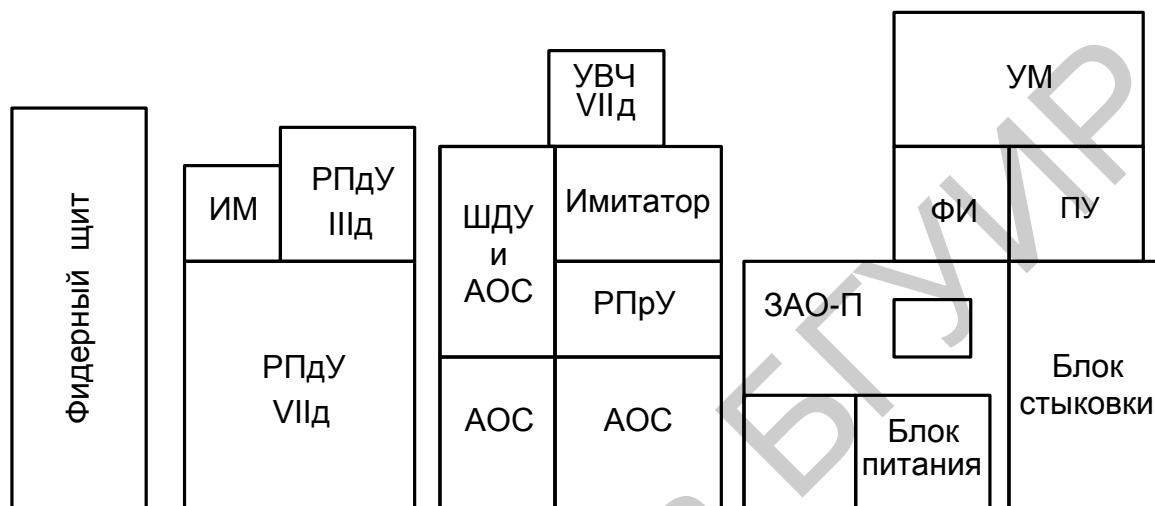 Фидерный щит
ИМ
РПдУ
IIIд
РПдУ
VIIд
УВЧ
VIIд
ШДУ
и
АОС
Имитатор
РПрУ
АОС
АОС
УМ
ФИ
ПУ
ЗАО-П
Блок
питания
Блок
стыковки
БГУИР